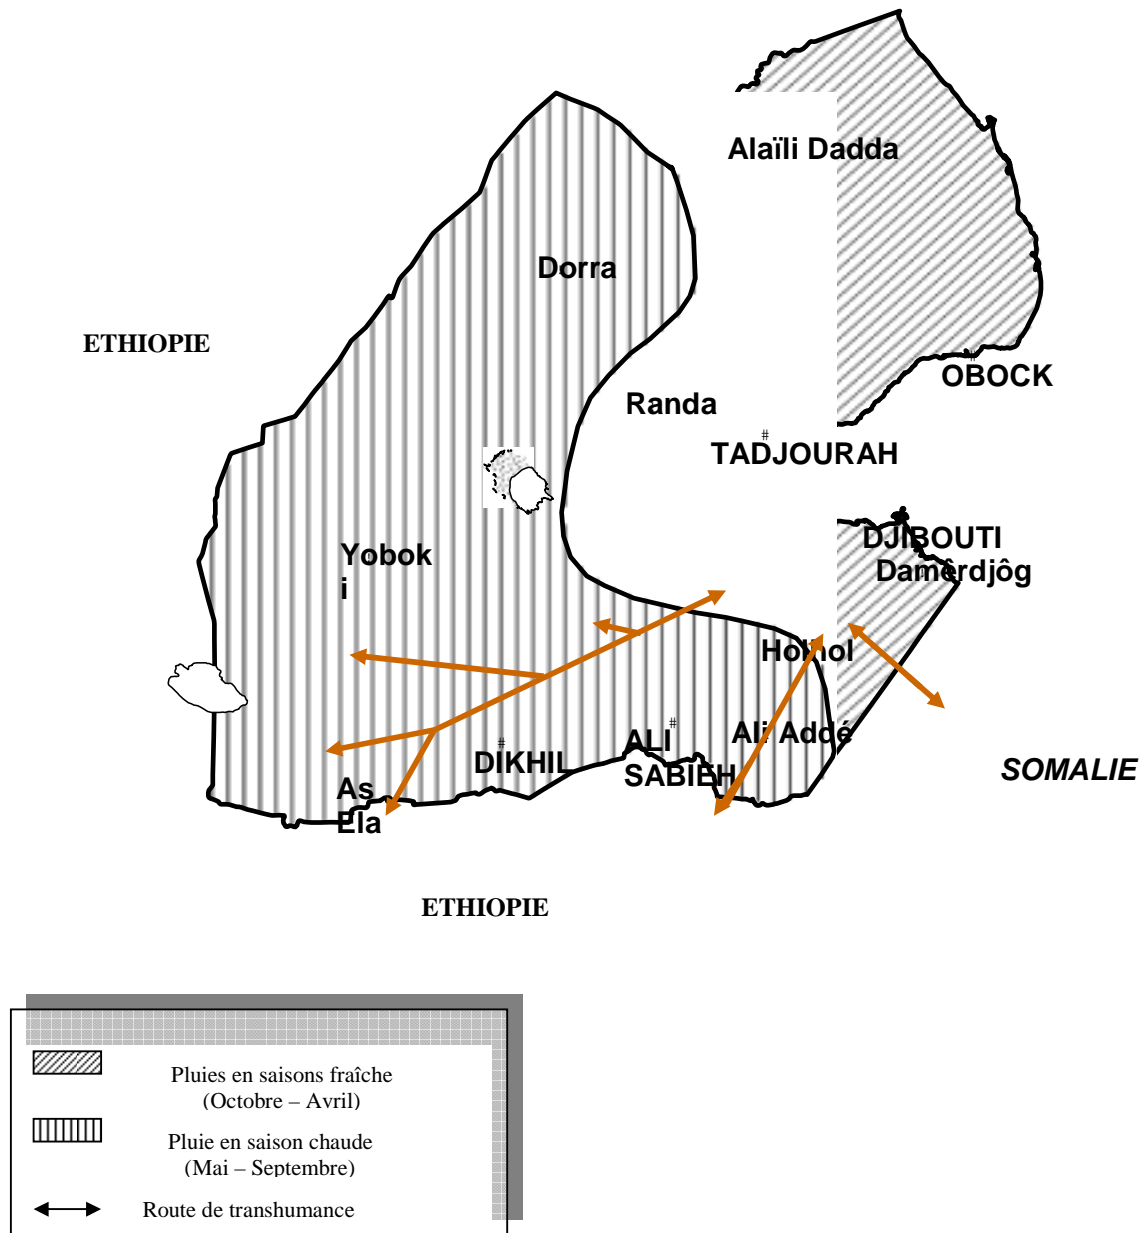 Alaïli Dadda
Dorra
ETHIOPIE
OBOCK
Randa
TADJOURAH
DJIBOUTI
Damêrdjôg
Yobok
i
Holhol
Ali Addé
ALI
SABIEH
DIKHIL
SOMALIE
As
Ela
ETHIOPIE
Pluies en saisons fraîche
(Octobre – Avril)
Pluie en saison chaude
(Mai – Septembre)
Route de transhumance